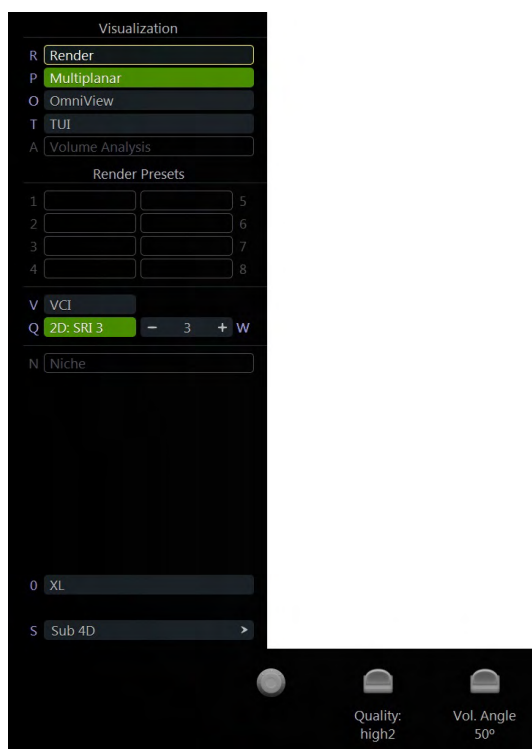 Visualization
R Render
P Multiplanar
O OmniView
T TUI
A Volume Analysis
Render Presets
1 5
2 6
3 7
4 8
V VCI
Q 2D: SRI 3 − 3 + W
N Niche
0 XL
S Sub 4D >
Quality: Vol. Angle
high2 50º